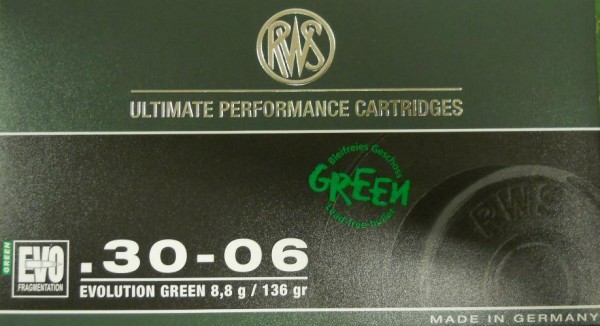 RWS
ULTIMATE PERFORMANCE CARTRIDGES
Bleifreies Geschoss
GREEN
Lead-free-bullet
RWS
GREEN
EVO
FRAGMENTATION
.30-06
EVOLUTION GREEN 8,8 g / 136 gr
MADE IN GERMANY